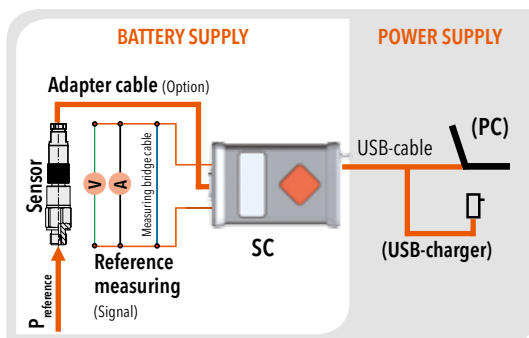 BATTERY SUPPLY
POWER SUPPLY
Adapter cable (Option)
Sensor
V
A
Measuring bridge cable
USB-cable
(PC)
(USB-charger)
SC
Reference
measuring
(Signal)
P reference